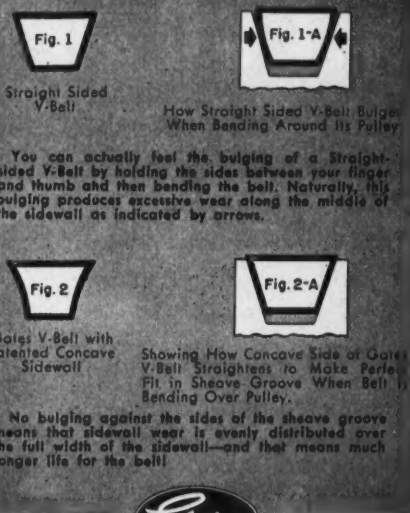 Fig. 1
Fig. 1-A
Straight Sided
V-Belt
How Straight Sided V-Belt Bulges
When Bending Around Its Pulley
You can actually feel the bulging of a Straight-
sided V-Belt by holding the sides between your finger
and thumb and then bending the belt. Naturally, this
bulging produces excessive wear along the middle of
the sidewall as indicated by arrows.
Fig. 2
Fig. 2-A
Gates V-Belt with
Patented Concave
Sidewall
Showing How Concave Side of Gates
V-Belt Straightens to Make Perfect
Fit in Sheave Groove When Belt is
Bending Over Pulley.
No bulging against the sides of the sheave groove
means that sidewall wear is evenly distributed over
the full width of the sidewall—and that means much
longer life for the belt!